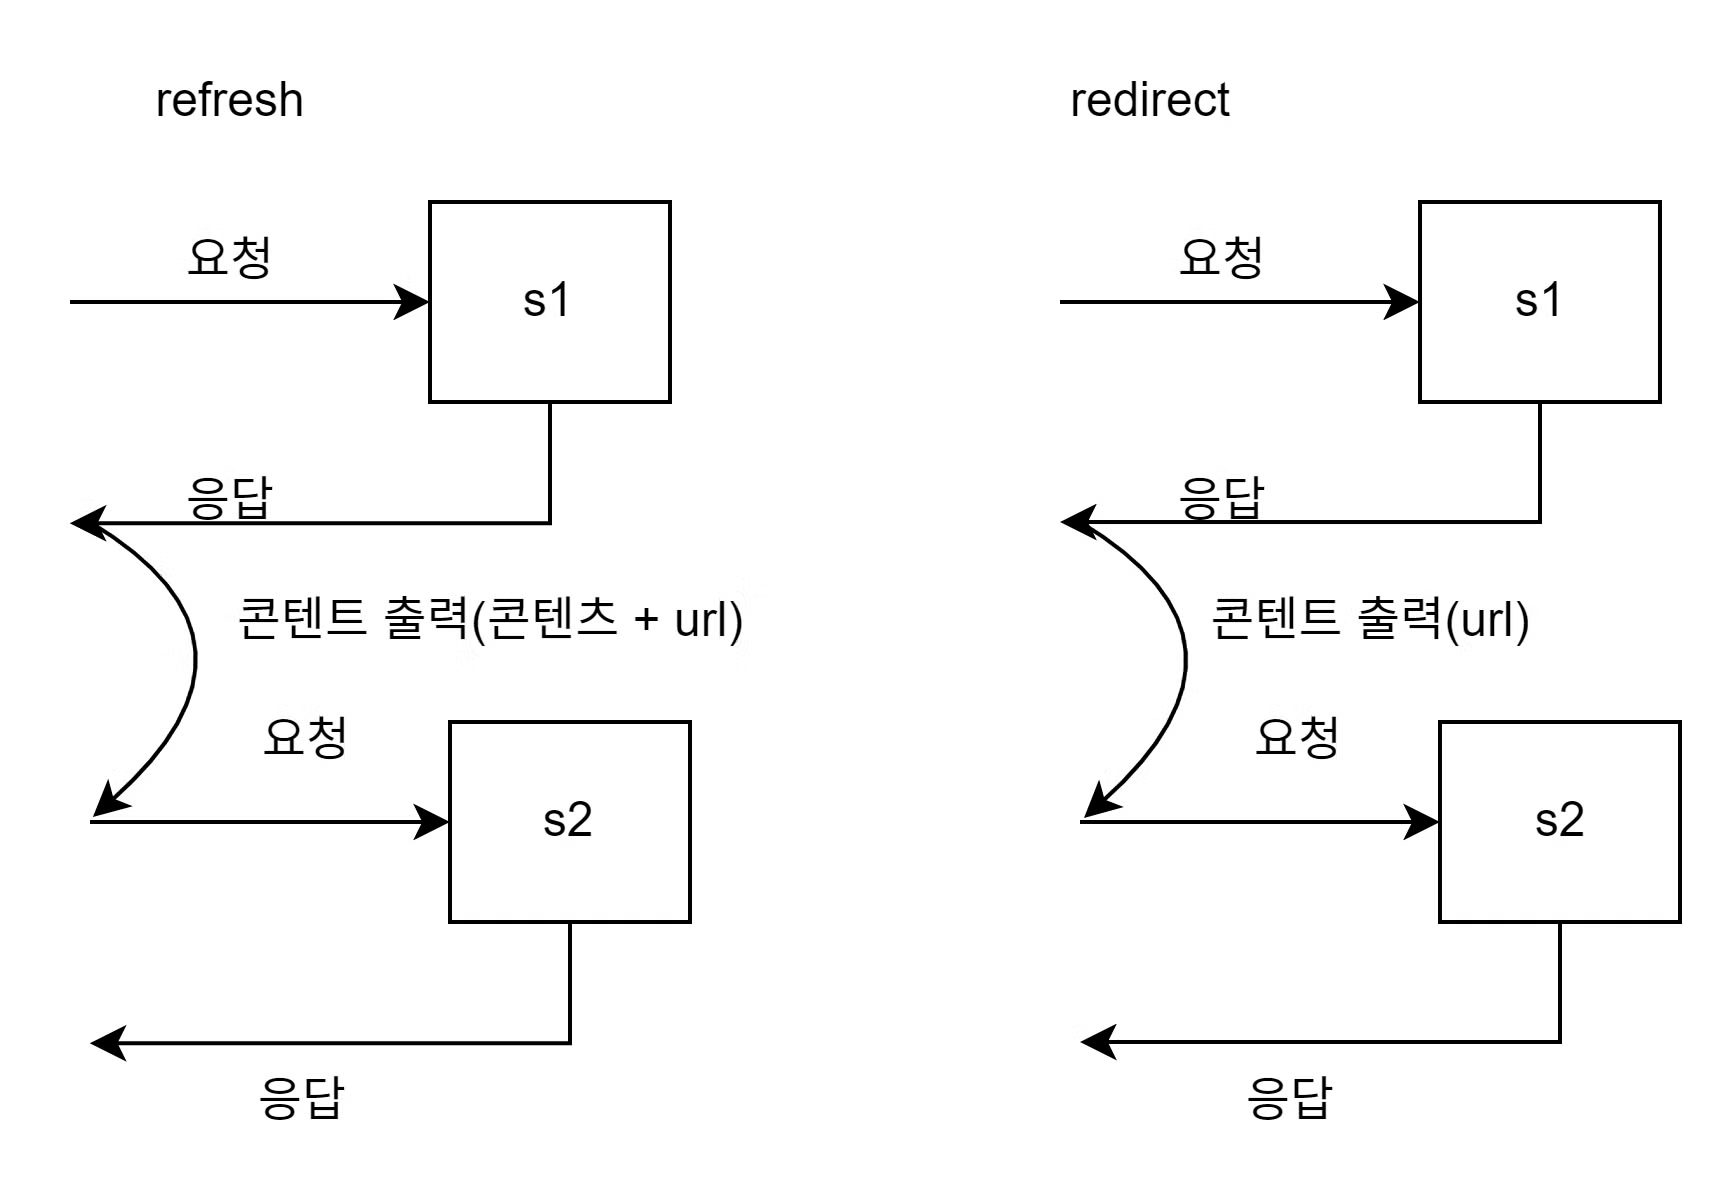 refresh
요청
s1
응답
콘텐트 출력(콘텐츠 + url)
요청
s2
응답
redirect
요청
s1
응답
콘텐트 출력(url)
요청
s2
응답